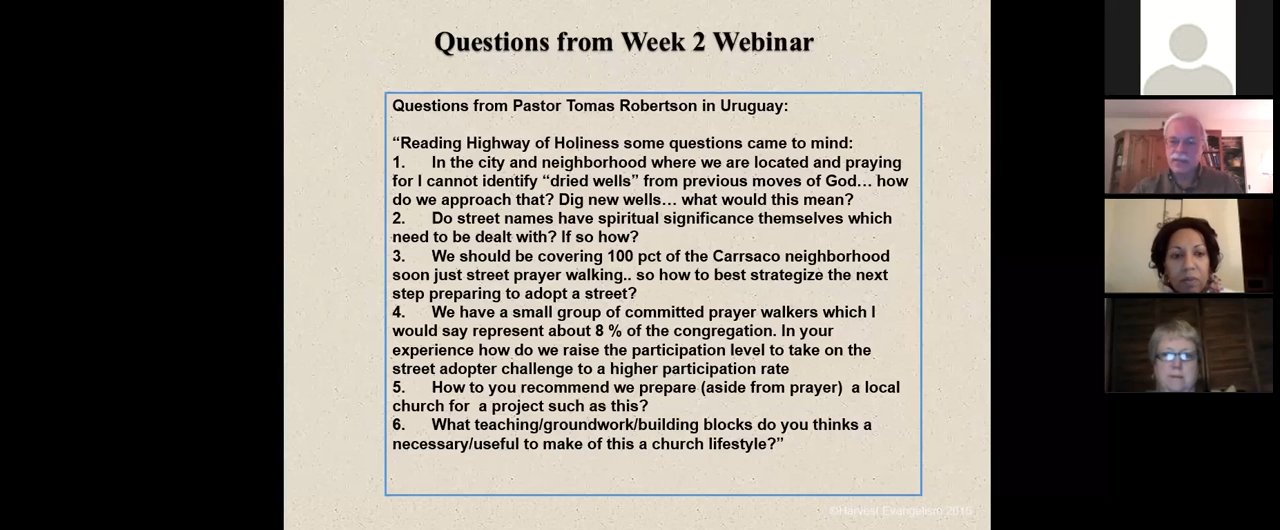 Questions from Week 2 Webinar
Questions from Pastor Tomas Robertson in Uruguay:
“Reading Highway of Holiness some questions came to mind:
1. In the city and neighborhood where we are located and praying
for I cannot identify “dried wells” from previous moves of God… how
do we approach that? Dig new wells… what would this mean?
2. Do street names have spiritual significance themselves which
need to be dealt with? If so how?
3. We should be covering 100 pct of the Carrsaco neighborhood
soon just street prayer walking.. so how to best strategize the next
step preparing to adopt a street?
4. We have a small group of committed prayer walkers which I
would say represent about 8 % of the congregation. In your
experience how do we raise the participation level to take on the
street adopter challenge to a higher participation rate
5. How to you recommend we prepare (aside from prayer) a local
church for a project such as this?
6. What teaching/groundwork/building blocks do you thinks a
necessary/useful to make of this a church lifestyle?”
©Harvest Evangelism